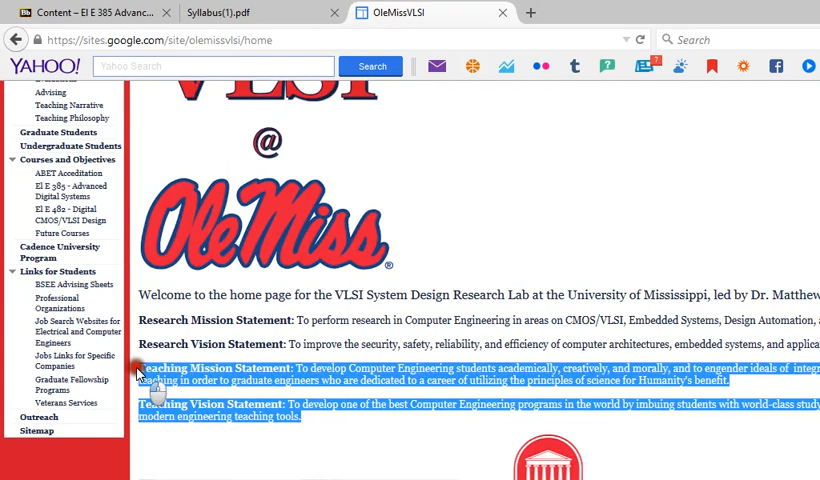 Content – El E 385 Advanc...
Syllabus(1).pdf
OleMissVLSI
https://sites.google.com/site/olemissvlsi/home
Search
YAHOO!
Yahoo Search
Search
7
Advising
Teaching Narrative
Teaching Philosophy
Graduate Students
Undergraduate Students
Courses and Objectives
ABET Accediation
El E 385 - Advanced
Digital Systems
El E 482 - Digital
CMOS/VLSI Design
Future Courses
Cadence University
Program
Links for Students
BSEE Advising Sheets
Professional
Organizations
Job Search Websites for
Electrical and Computer
Engineers
Jobs Links for Specific
Companies
Graduate Fellowship
Programs
Veterans Services
Outreach
Sitemap
VLSI
@
Ole Miss®
Welcome to the home page for the VLSI System Design Research Lab at the University of Mississippi, led by Dr. Matthew
Research Mission Statement: To perform research in Computer Engineering in areas on CMOS/VLSI, Embedded Systems, Design Automation,
Research Vision Statement: To improve the security, safety, reliability, and efficiency of computer architectures, embedded systems, and
Teaching Mission Statement: To develop Computer Engineering students academically, creatively, and morally, and to engender ideals of
teaching in order to graduate engineers who are dedicated to a career of utilizing the principles of science for Humanity's benefit.
Teaching Vision Statement: To develop one of the best Computer Engineering programs in the world by imbuing students with world-class
modern engineering teaching tools.